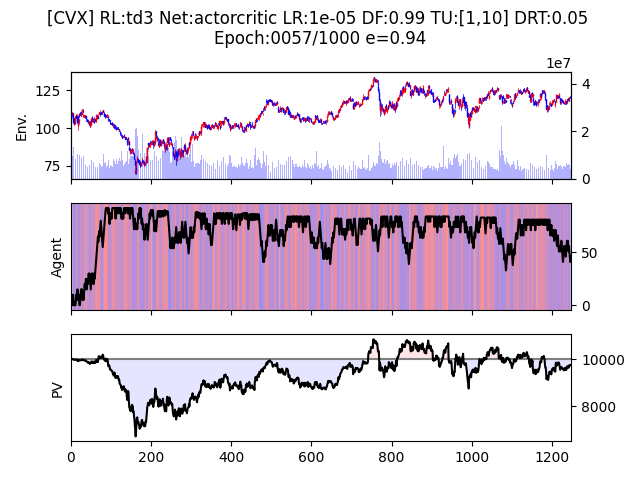 [CVX] RL:td3 Net:actorcritic LR:1e-05 DF:0.99 TU:[1,10] DRT:0.05
Epoch:0057/1000 e=0.94
1e7
Env.
125
100
75
4
2
0
Agent
50
0
PV
10000
8000
0
200
400
600
800
1000
1200